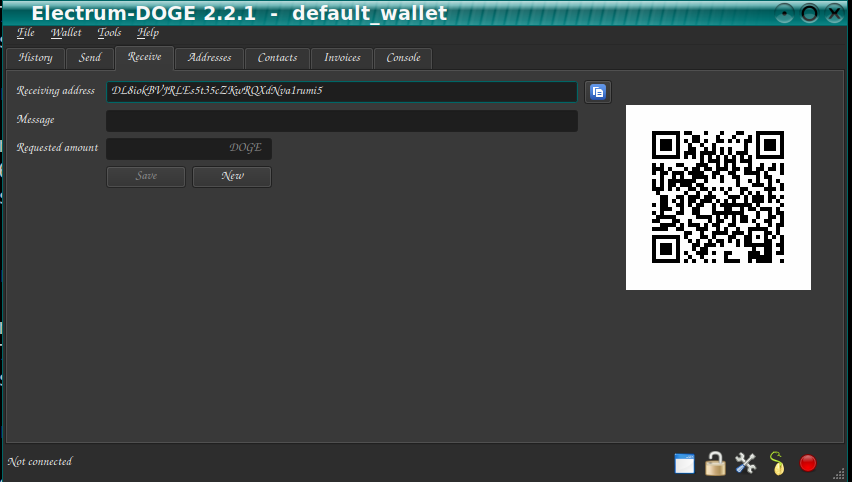 Electrum-DOGE 2.2.1 - default_wallet
File Wallet Tools Help
History Send Receive Addresses Contacts Invoices Console
Receiving address
Message
Requested amount DOGE
Save New
Not connected